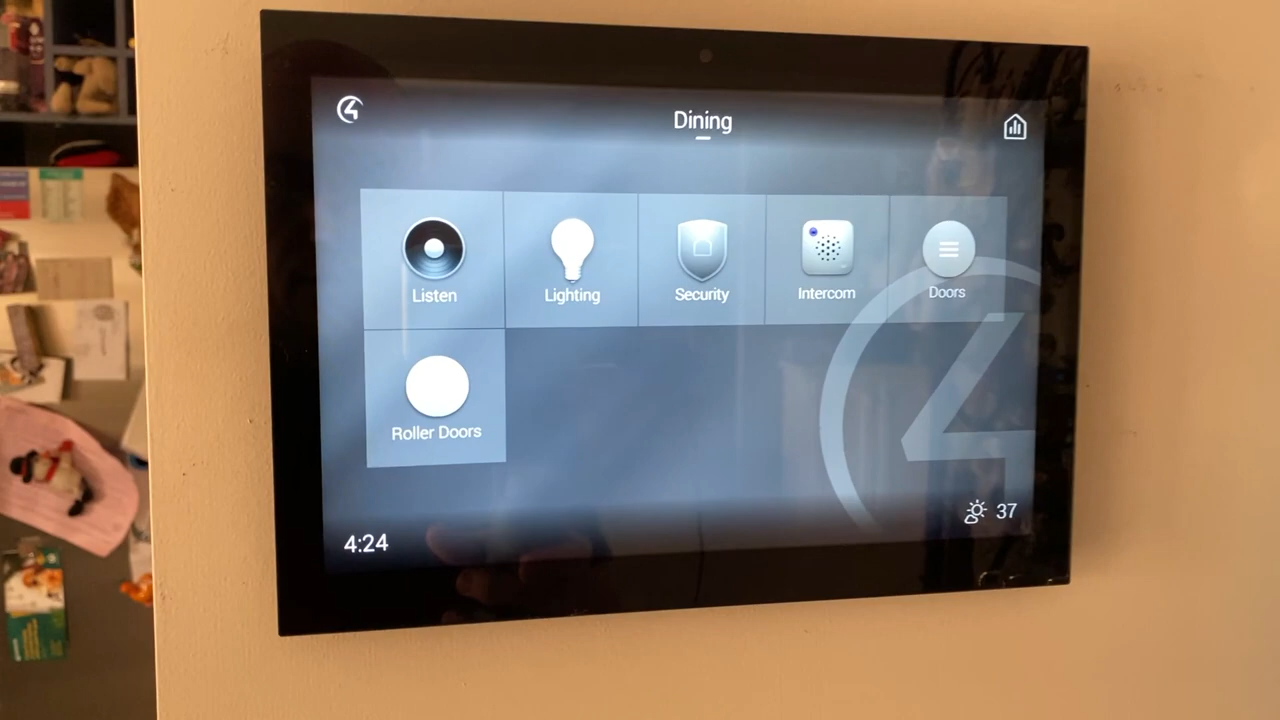 Dining
Listen
Lighting
Security
Intercom
Doors
Roller Doors
4:24
37